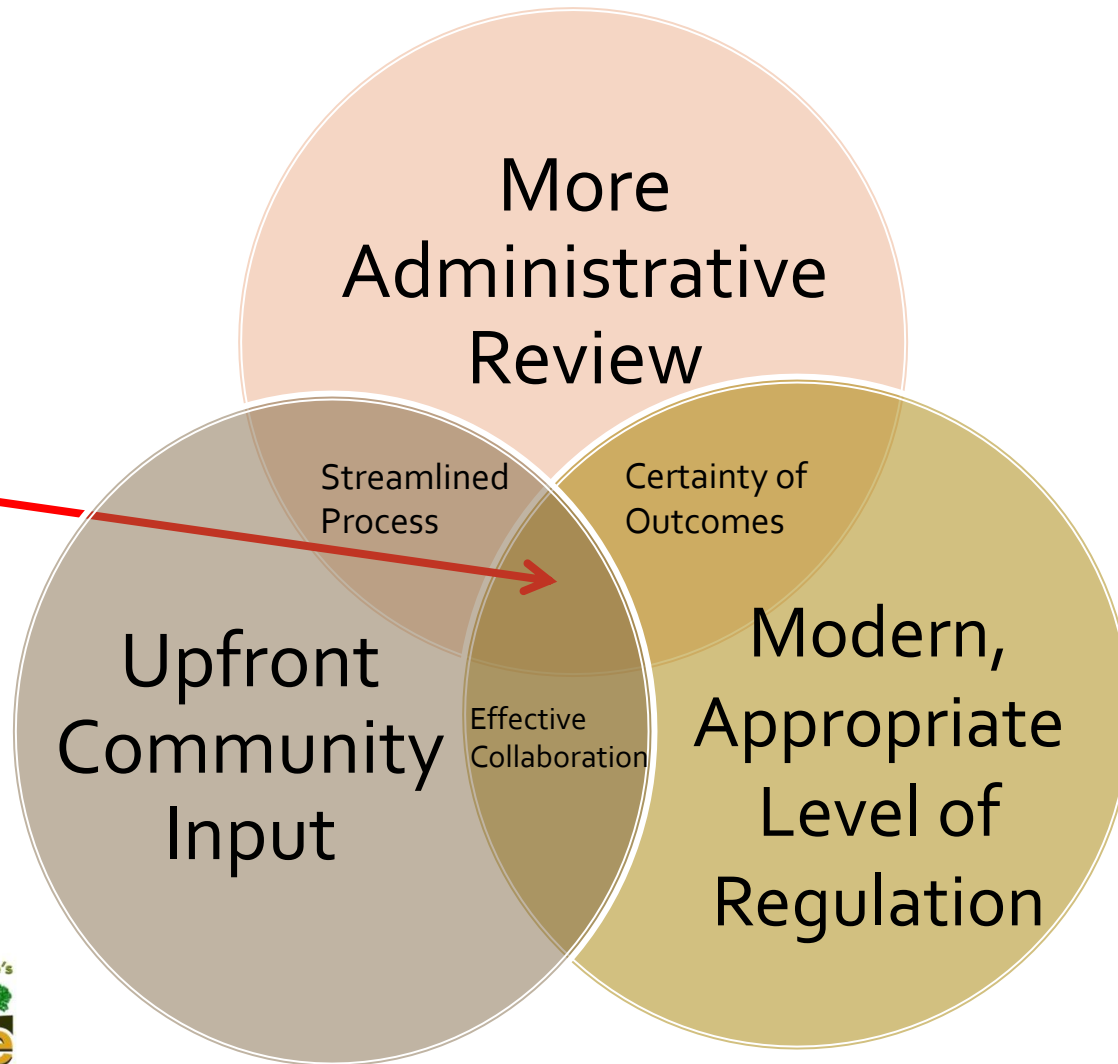 More
Administrative
Review
Streamlined
Process
Certainty of
Outcomes
Upfront
Community
Input
Effective
Collaboration
Modern,
Appropriate
Level of
Regulation